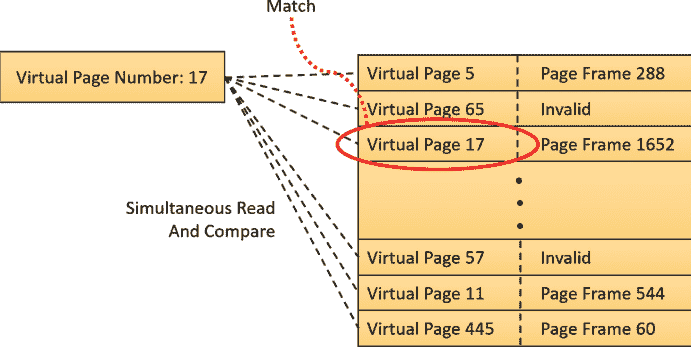 Match
Virtual Page Number: 17
Virtual Page 5 Page Frame 288
Virtual Page 65 Invalid
Virtual Page 17 Page Frame 1652
Simultaneous Read
And Compare
Virtual Page 57 Invalid
Virtual Page 11 Page Frame 544
Virtual Page 445 Page Frame 60